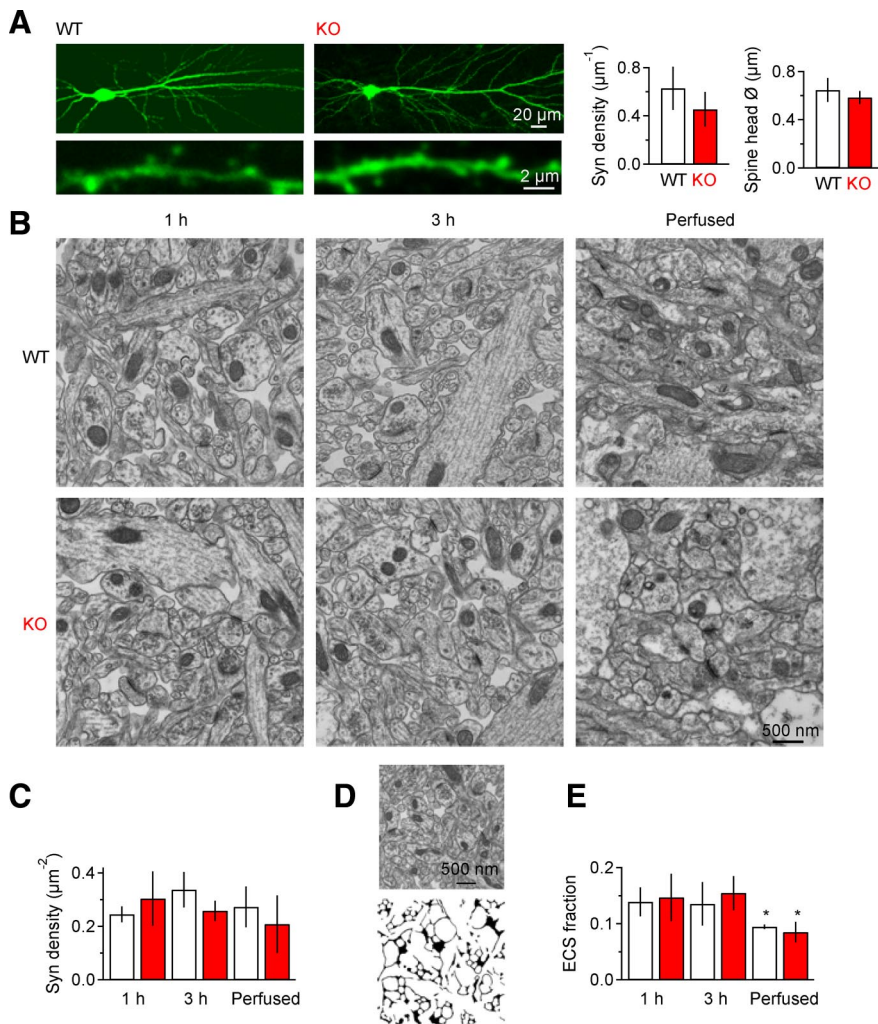 A
WT
KO
20 µm
2 µm
Syn density (µm-1)
0.8
0.4
0.0
WT KO
Spine head Ø (µm)
0.8
0.6
0.0
WT KO
B
1 h
3 h
Perfused
WT
KO
500 nm
C
Syn density (µm-2)
0.4
0.2
0.0
1 h
3 h
Perfused
D
500 nm
E
ECS fraction
0.2
0.1
0.0
* *
1 h
3 h
Perfused